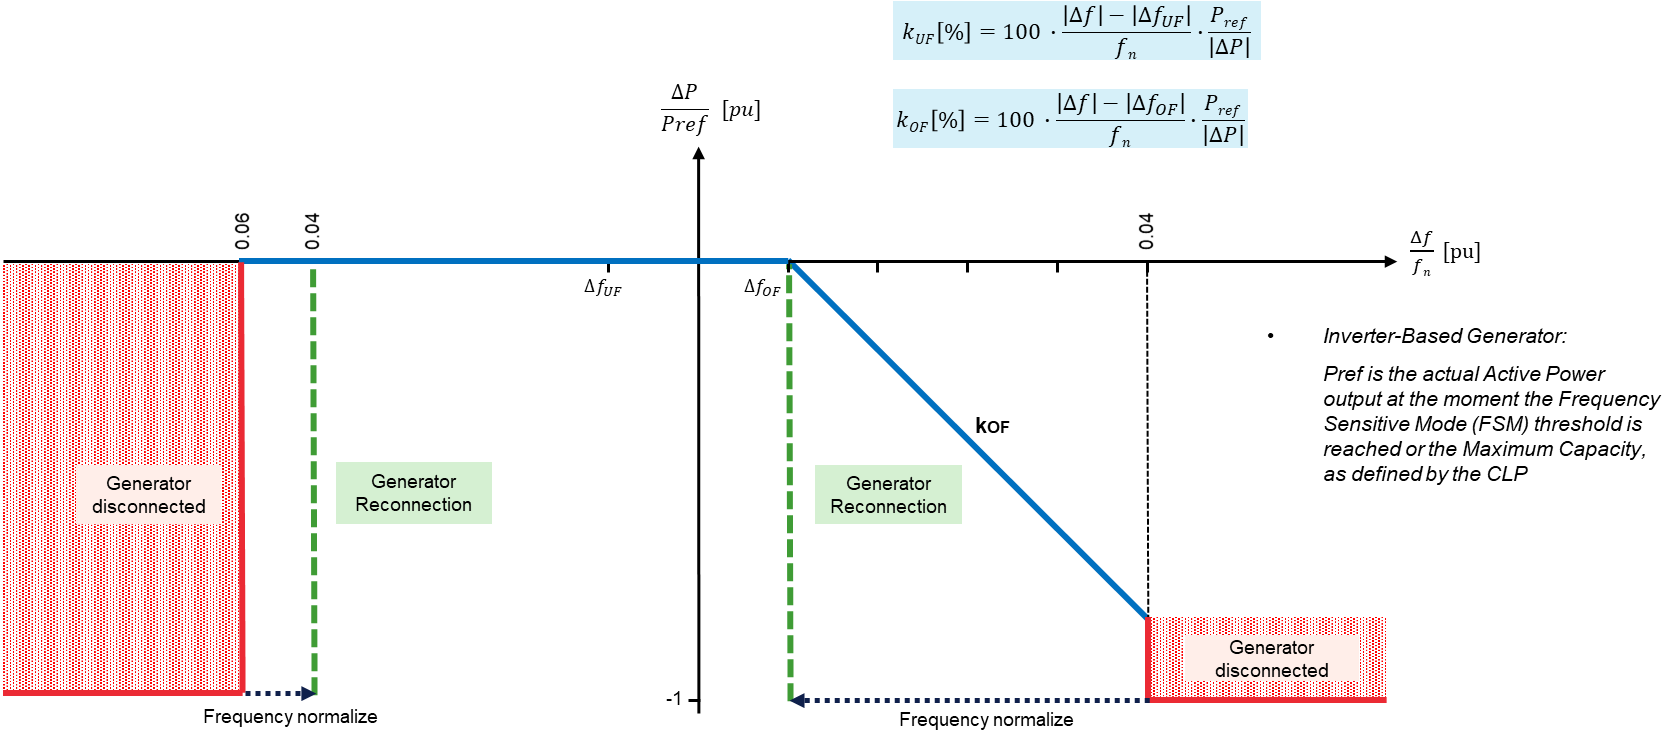 k_UF[%] = 100 · (|Δf| − |Δf_UF|)/f_n · P_ref/|ΔP|
k_OF[%] = 100 · (|Δf| − |Δf_OF|)/f_n · P_ref/|ΔP|
ΔP/Pref [pu]
0.06
0.04
0.04
Δf/f_n [pu]
Δf_UF
Δf_OF
• Inverter-Based Generator:
Pref is the actual Active Power
output at the moment the Frequency
Sensitive Mode (FSM) threshold is
reached or the Maximum Capacity,
as defined by the CLP
kOF
Generator
disconnected
Generator
Reconnection
Generator
Reconnection
Generator
disconnected
-1
Frequency normalize
Frequency normalize